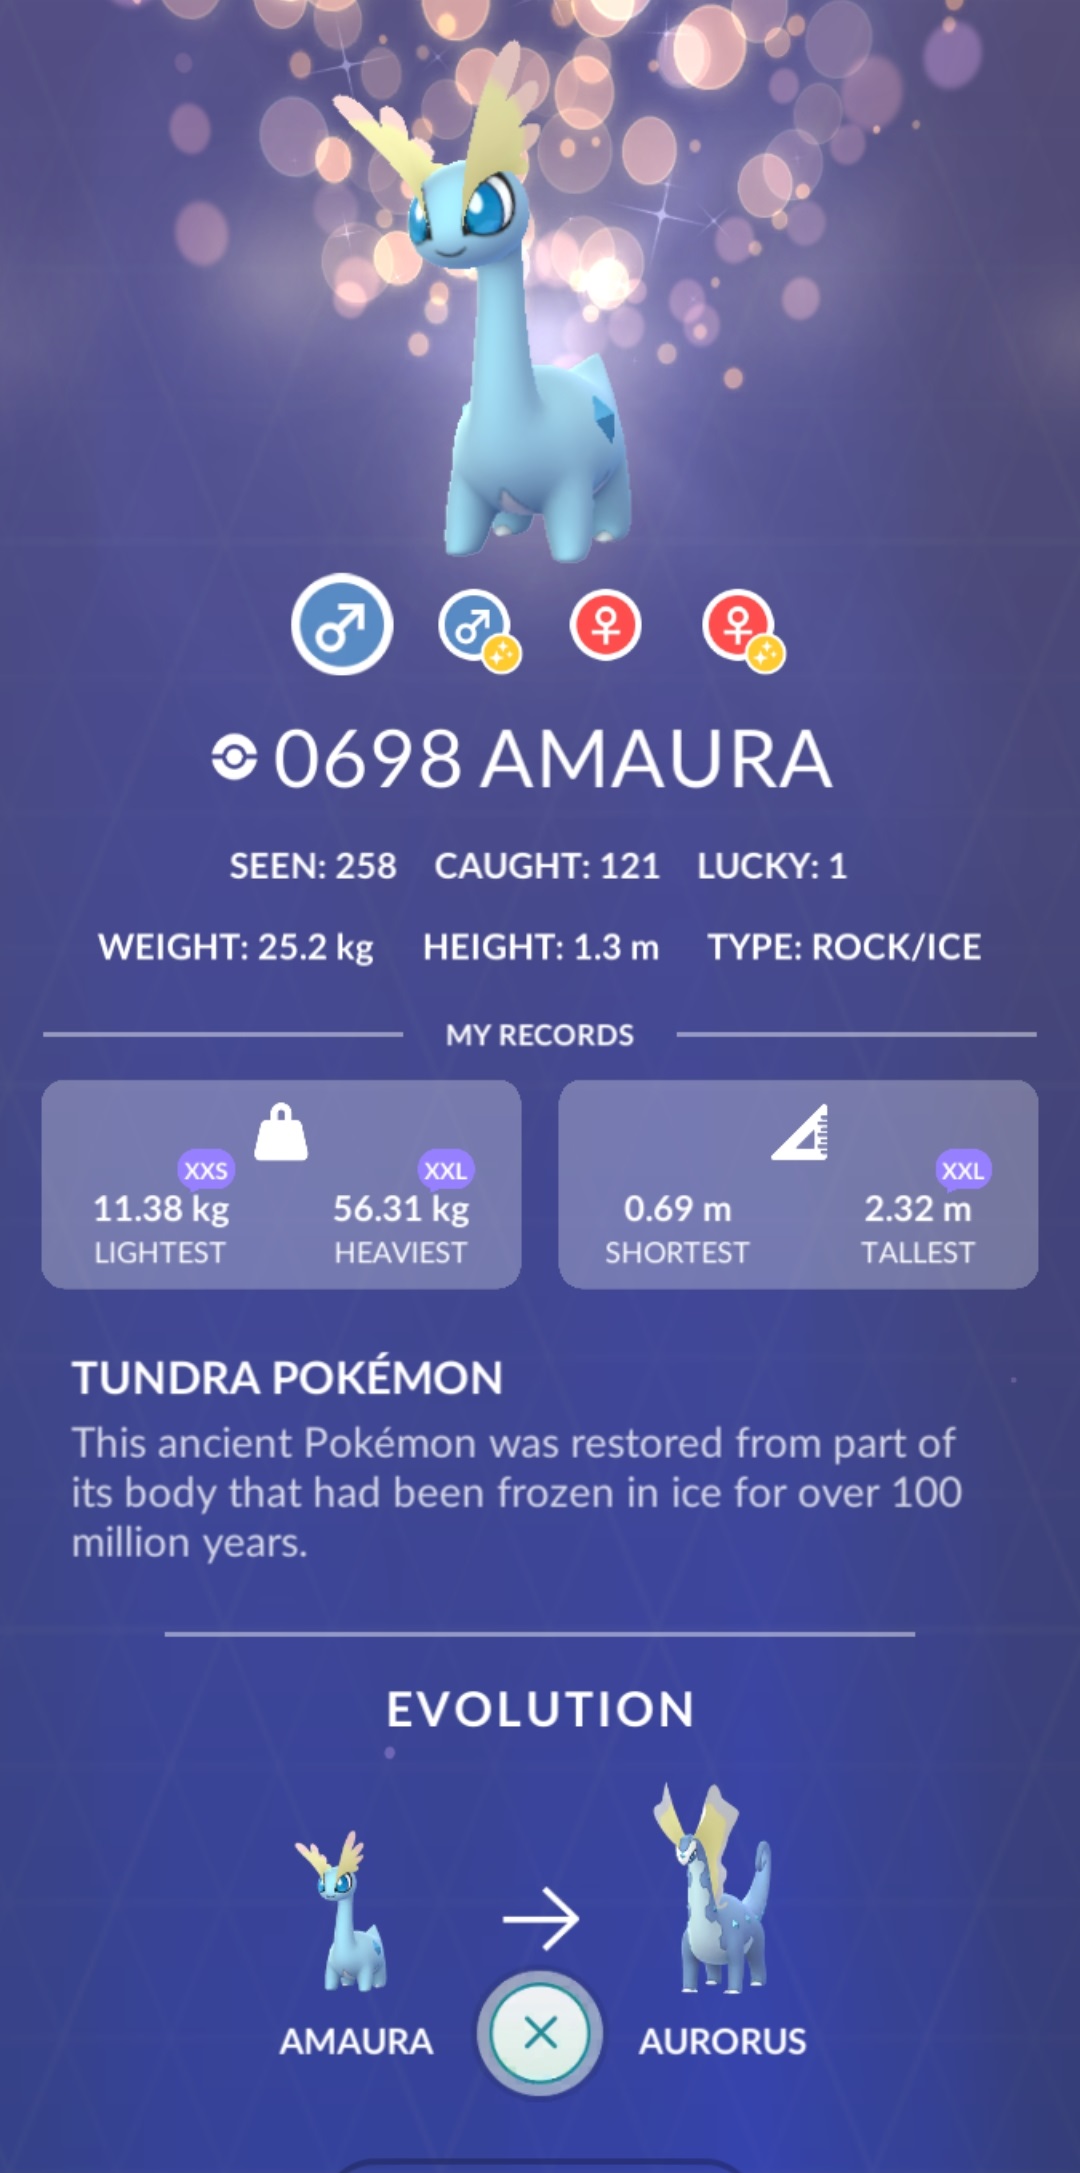 0698 AMAURA
SEEN: 258 CAUGHT: 121 LUCKY: 1
WEIGHT: 25.2 kg HEIGHT: 1.3 m TYPE: ROCK/ICE
MY RECORDS
XXS XXL XXL
11.38 kg 56.31 kg 0.69 m 2.32 m
LIGHTEST HEAVIEST SHORTEST TALLEST
TUNDRA POKÉMON
This ancient Pokémon was restored from part of
its body that had been frozen in ice for over 100
million years.
EVOLUTION
AMAURA AURORUS